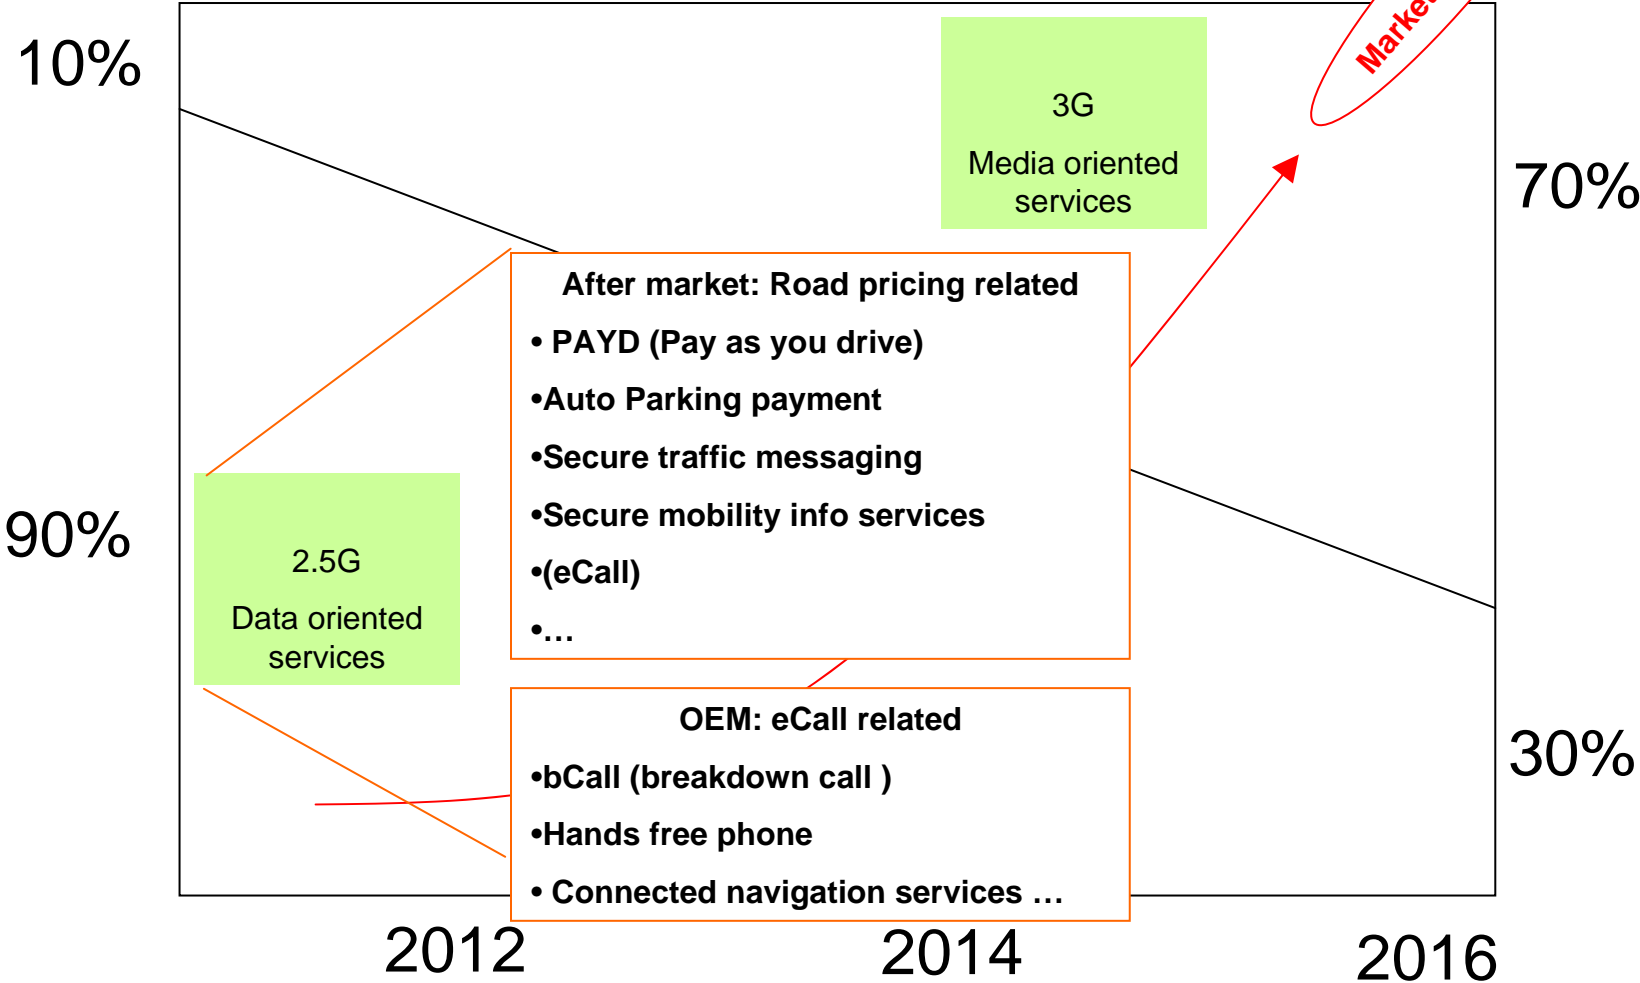 10%
Market
3G
Media oriented
services
70%
After market: Road pricing related
• PAYD (Pay as you drive)
•Auto Parking payment
•Secure traffic messaging
•Secure mobility info services
•(eCall)
•…
90%
2.5G
Data oriented
services
OEM: eCall related
•bCall (breakdown call )
•Hands free phone
• Connected navigation services …
30%
2012
2014
2016